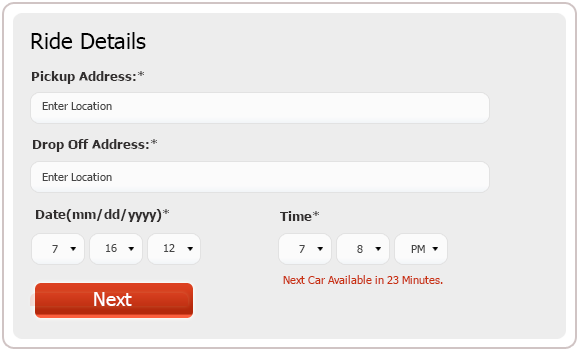 Ride Details
Pickup Address:*
Enter Location
Drop Off Address:*
Enter Location
Date(mm/dd/yyyy)* Time*
7 16 12 7 8 PM
Next Car Available in 23 Minutes.
Next